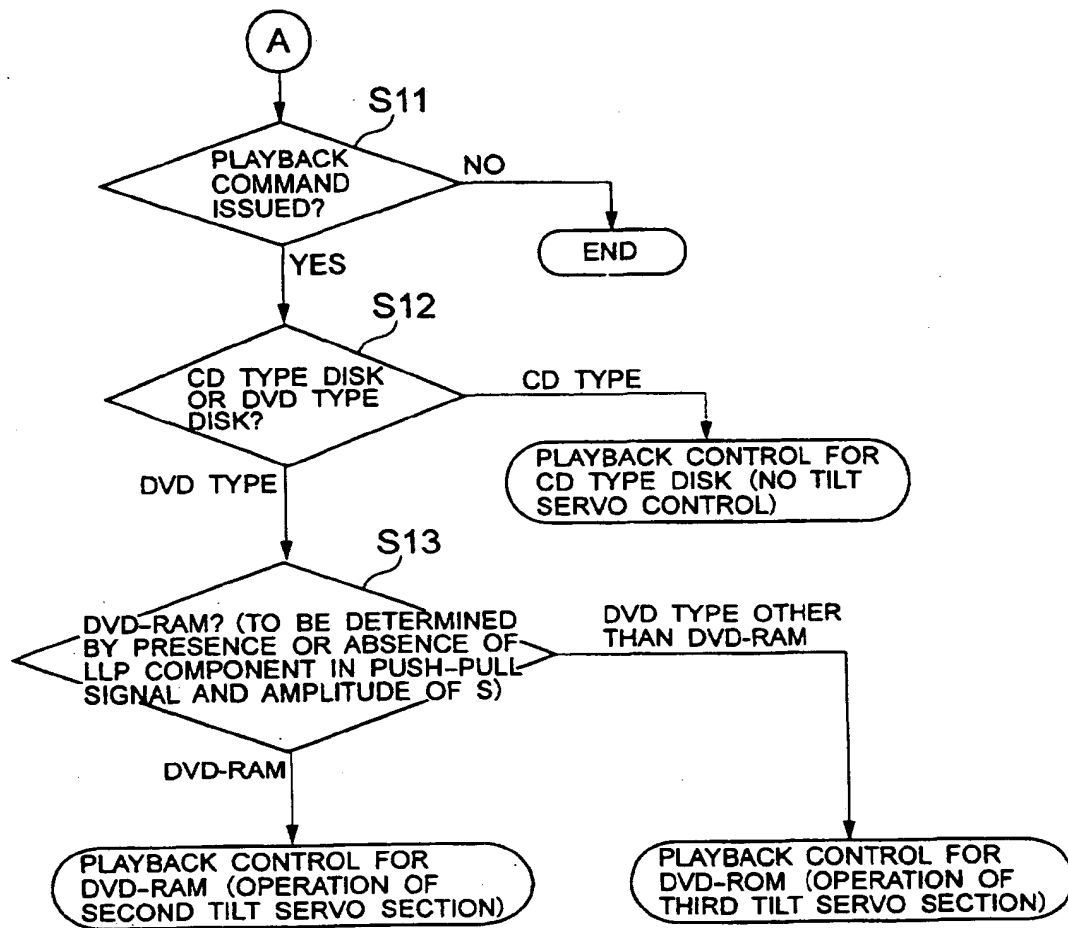 A
S11
PLAYBACK
COMMAND
ISSUED?
NO
END
YES
S12
CD TYPE DISK
OR DVD TYPE
DISK?
CD TYPE
PLAYBACK CONTROL FOR
CD TYPE DISK (NO TILT
SERVO CONTROL)
DVD TYPE
S13
DVD-RAM? (TO BE DETERMINED
BY PRESENCE OR ABSENCE OF
LLP COMPONENT IN PUSH-PULL
SIGNAL AND AMPLITUDE OF S)
DVD TYPE OTHER
THAN DVD-RAM
DVD-RAM
PLAYBACK CONTROL FOR
DVD-RAM (OPERATION OF
SECOND TILT SERVO SECTION)
PLAYBACK CONTROL FOR
DVD-ROM (OPERATION OF
THIRD TILT SERVO SECTION)